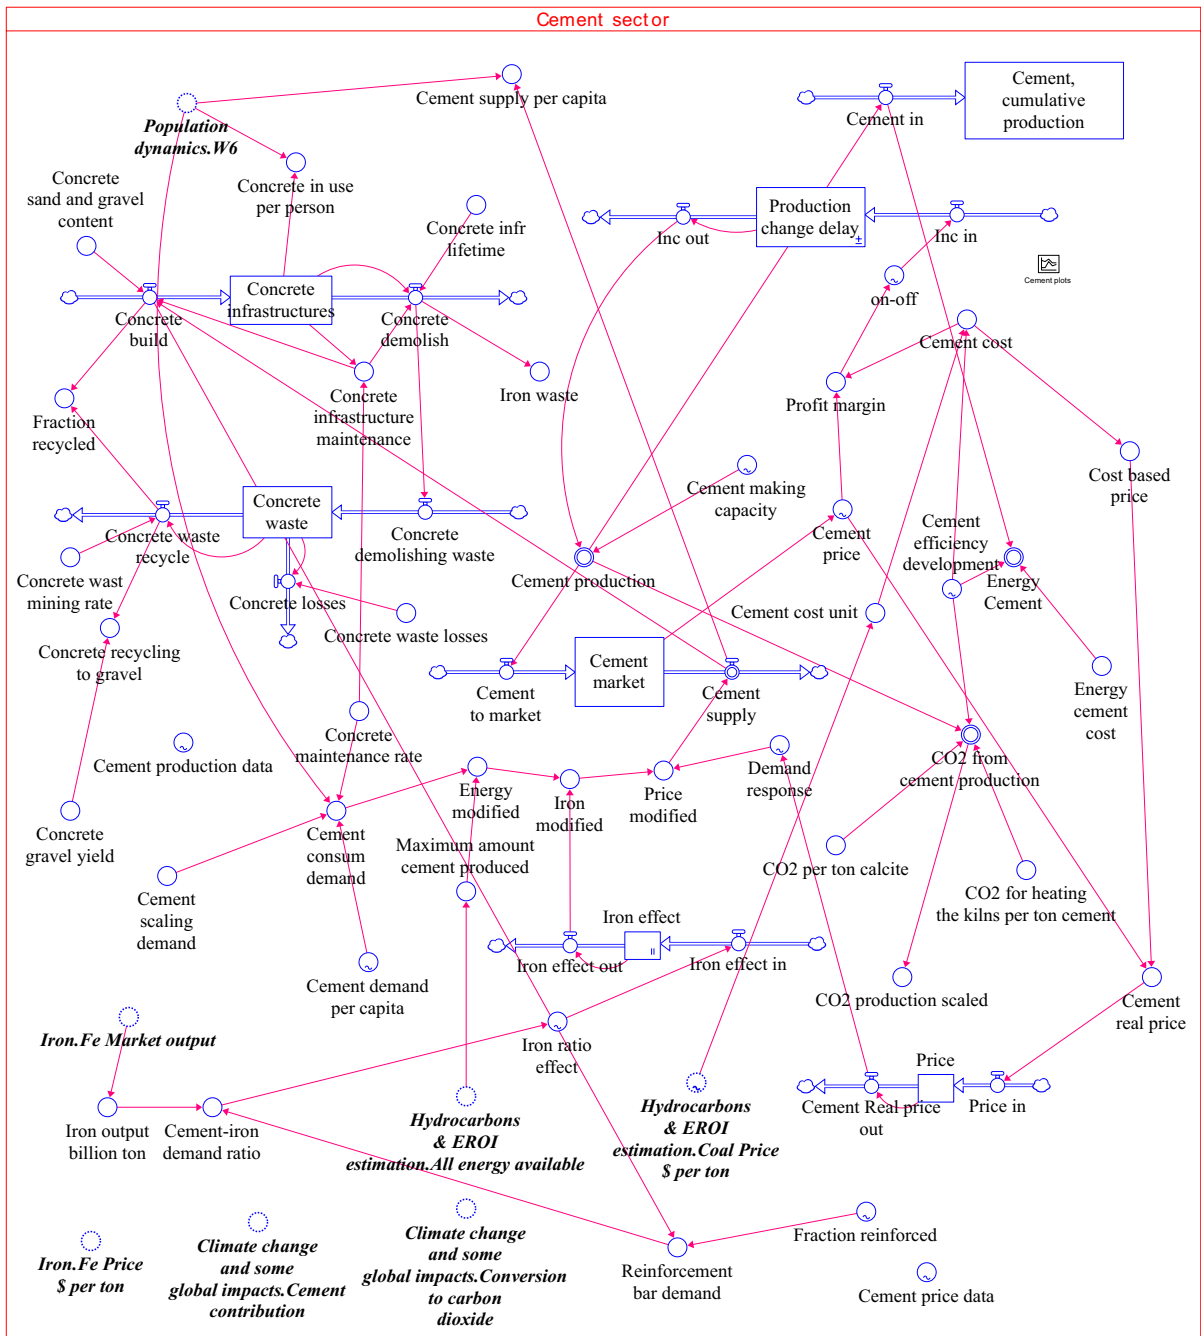 Cement sector
Cement supply per capita
Cement in
Cement,
cumulative
production
Population
dynamics.W6
Concrete
sand and gravel
content
Concrete in use
per person
Concrete infr
lifetime
Inc out
Production
change delay
Inc in
Cement plots
on-off
Concrete
build
Concrete
infrastructures
Concrete
demolish
Cement cost
Iron waste
Concrete
infrastructure
maintenance
Profit margin
Fraction
recycled
Cost based
price
Concrete
waste
Concrete waste
recycle
Concrete
demolishing waste
Cement making
capacity
Cement
price
Cement
efficiency
development
Energy
Cement
Concrete wast
mining rate
Concrete losses
Cement production
Concrete waste losses
Cement cost unit
Concrete recycling
to gravel
Cement
to market
Cement
market
Cement
supply
Energy
cement
cost
Concrete
maintenance rate
Cement production data
Energy
modified
Iron
modified
Price
modified
Demand
response
CO2 from
cement production
Concrete
gravel yield
Cement
consum
demand
Maximum amount
cement produced
Cement
scaling
demand
CO2 per ton calcite
CO2 for heating
the kilns per ton cement
Iron effect
Iron effect out
Iron effect in
Cement demand
per capita
CO2 production scaled
Cement
real price
Iron.Fe Market output
Iron ratio
effect
Price
Cement Real price
out
Price in
Iron output
billion ton
Cement-iron
demand ratio
Hydrocarbons
& EROI
estimation.All energy available
Hydrocarbons
& EROI
estimation.Coal Price
$ per ton
Fraction reinforced
Iron.Fe Price
$ per ton
Climate change
and some
global impacts.Cement
contribution
Climate change
and some
global impacts.Conversion
to carbon
dioxide
Reinforcement
bar demand
Cement price data